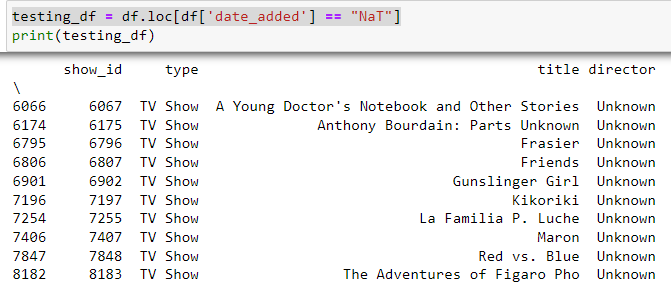 testing_df = df.loc[df['date_added'] == "NaT"]
print(testing_df)
show_id type title director
\
6066 6067 TV Show A Young Doctor's Notebook and Other Stories Unknown
6174 6175 TV Show Anthony Bourdain: Parts Unknown Unknown
6795 6796 TV Show Frasier Unknown
6806 6807 TV Show Friends Unknown
6901 6902 TV Show Gunslinger Girl Unknown
7196 7197 TV Show Kikoriki Unknown
7254 7255 TV Show La Familia P. Luche Unknown
7406 7407 TV Show Maron Unknown
7847 7848 TV Show Red vs. Blue Unknown
8182 8183 TV Show The Adventures of Figaro Pho Unknown